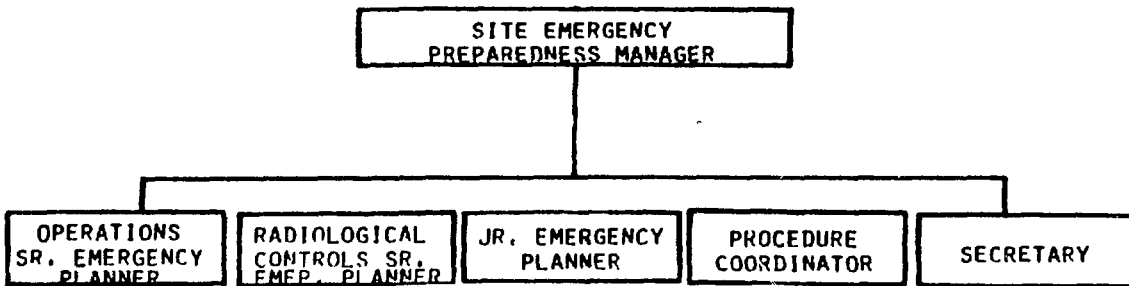 SITE EMERGENCY
PREPAREDNESS MANAGER
OPERATIONS
SR. EMERGENCY
PLANNER
RADIOLOGICAL
CONTROLS SR.
EMER. PLANNER
JR. EMERGENCY
PLANNER
PROCEDURE
COORDINATOR
SECRETARY